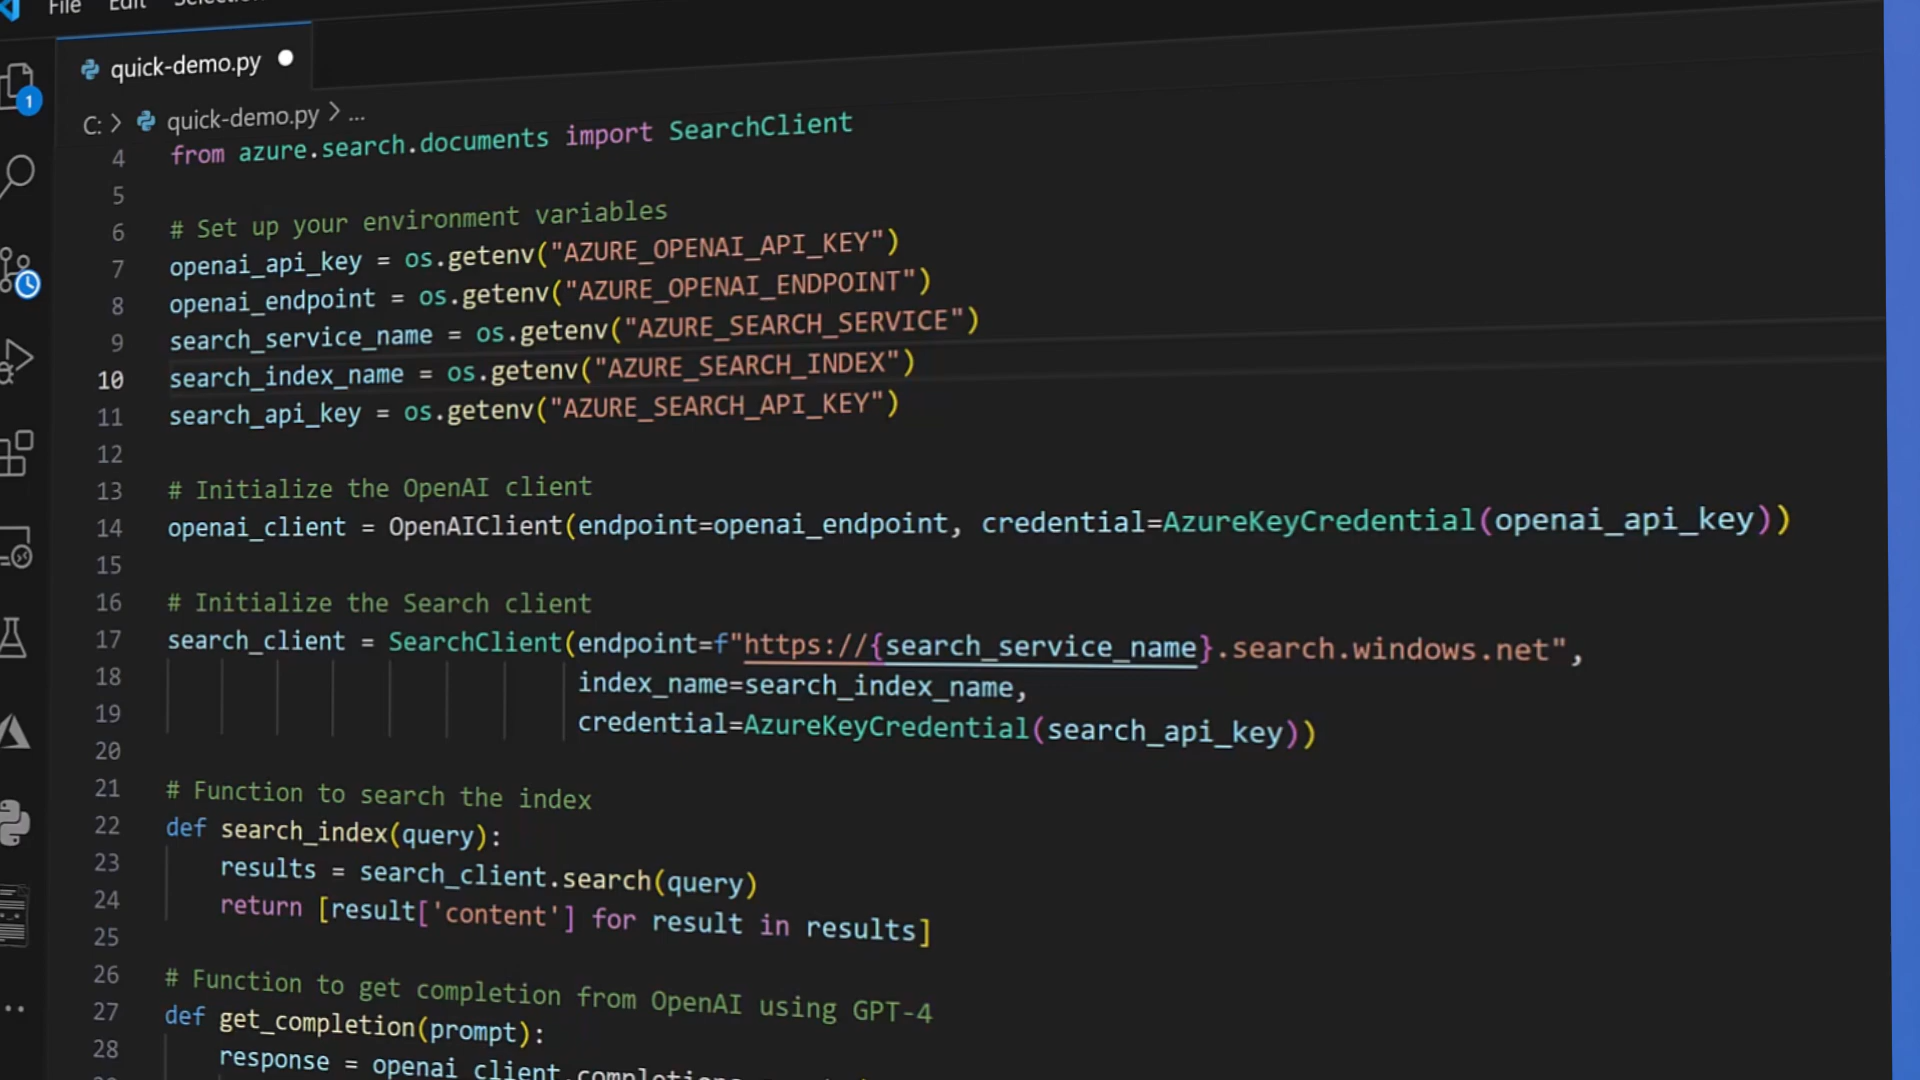 File Edit
quick-demo.py
1
C: > quick-demo.py > ...
4 from azure.search.documents import SearchClient
5
6 # Set up your environment variables
7 openai_api_key = os.getenv("AZURE_OPENAI_API_KEY")
8 openai_endpoint = os.getenv("AZURE_OPENAI_ENDPOINT")
9 search_service_name = os.getenv("AZURE_SEARCH_SERVICE")
10 search_index_name = os.getenv("AZURE_SEARCH_INDEX")
11 search_api_key = os.getenv("AZURE_SEARCH_API_KEY")
12
13 # Initialize the OpenAI client
14 openai_client = OpenAIClient(endpoint=openai_endpoint, credential=AzureKeyCredential(openai_api_key))
15
16 # Initialize the Search client
17 search_client = SearchClient(endpoint=f"https://{search_service_name}.search.windows.net",
18 index_name=search_index_name,
19 credential=AzureKeyCredential(search_api_key))
20
21 # Function to search the index
22 def search_index(query):
23 results = search_client.search(query)
24 return [result['content'] for result in results]
25
26 # Function to get completion from OpenAI using GPT-4
27 def get_completion(prompt):
28 response = openai_client.completions